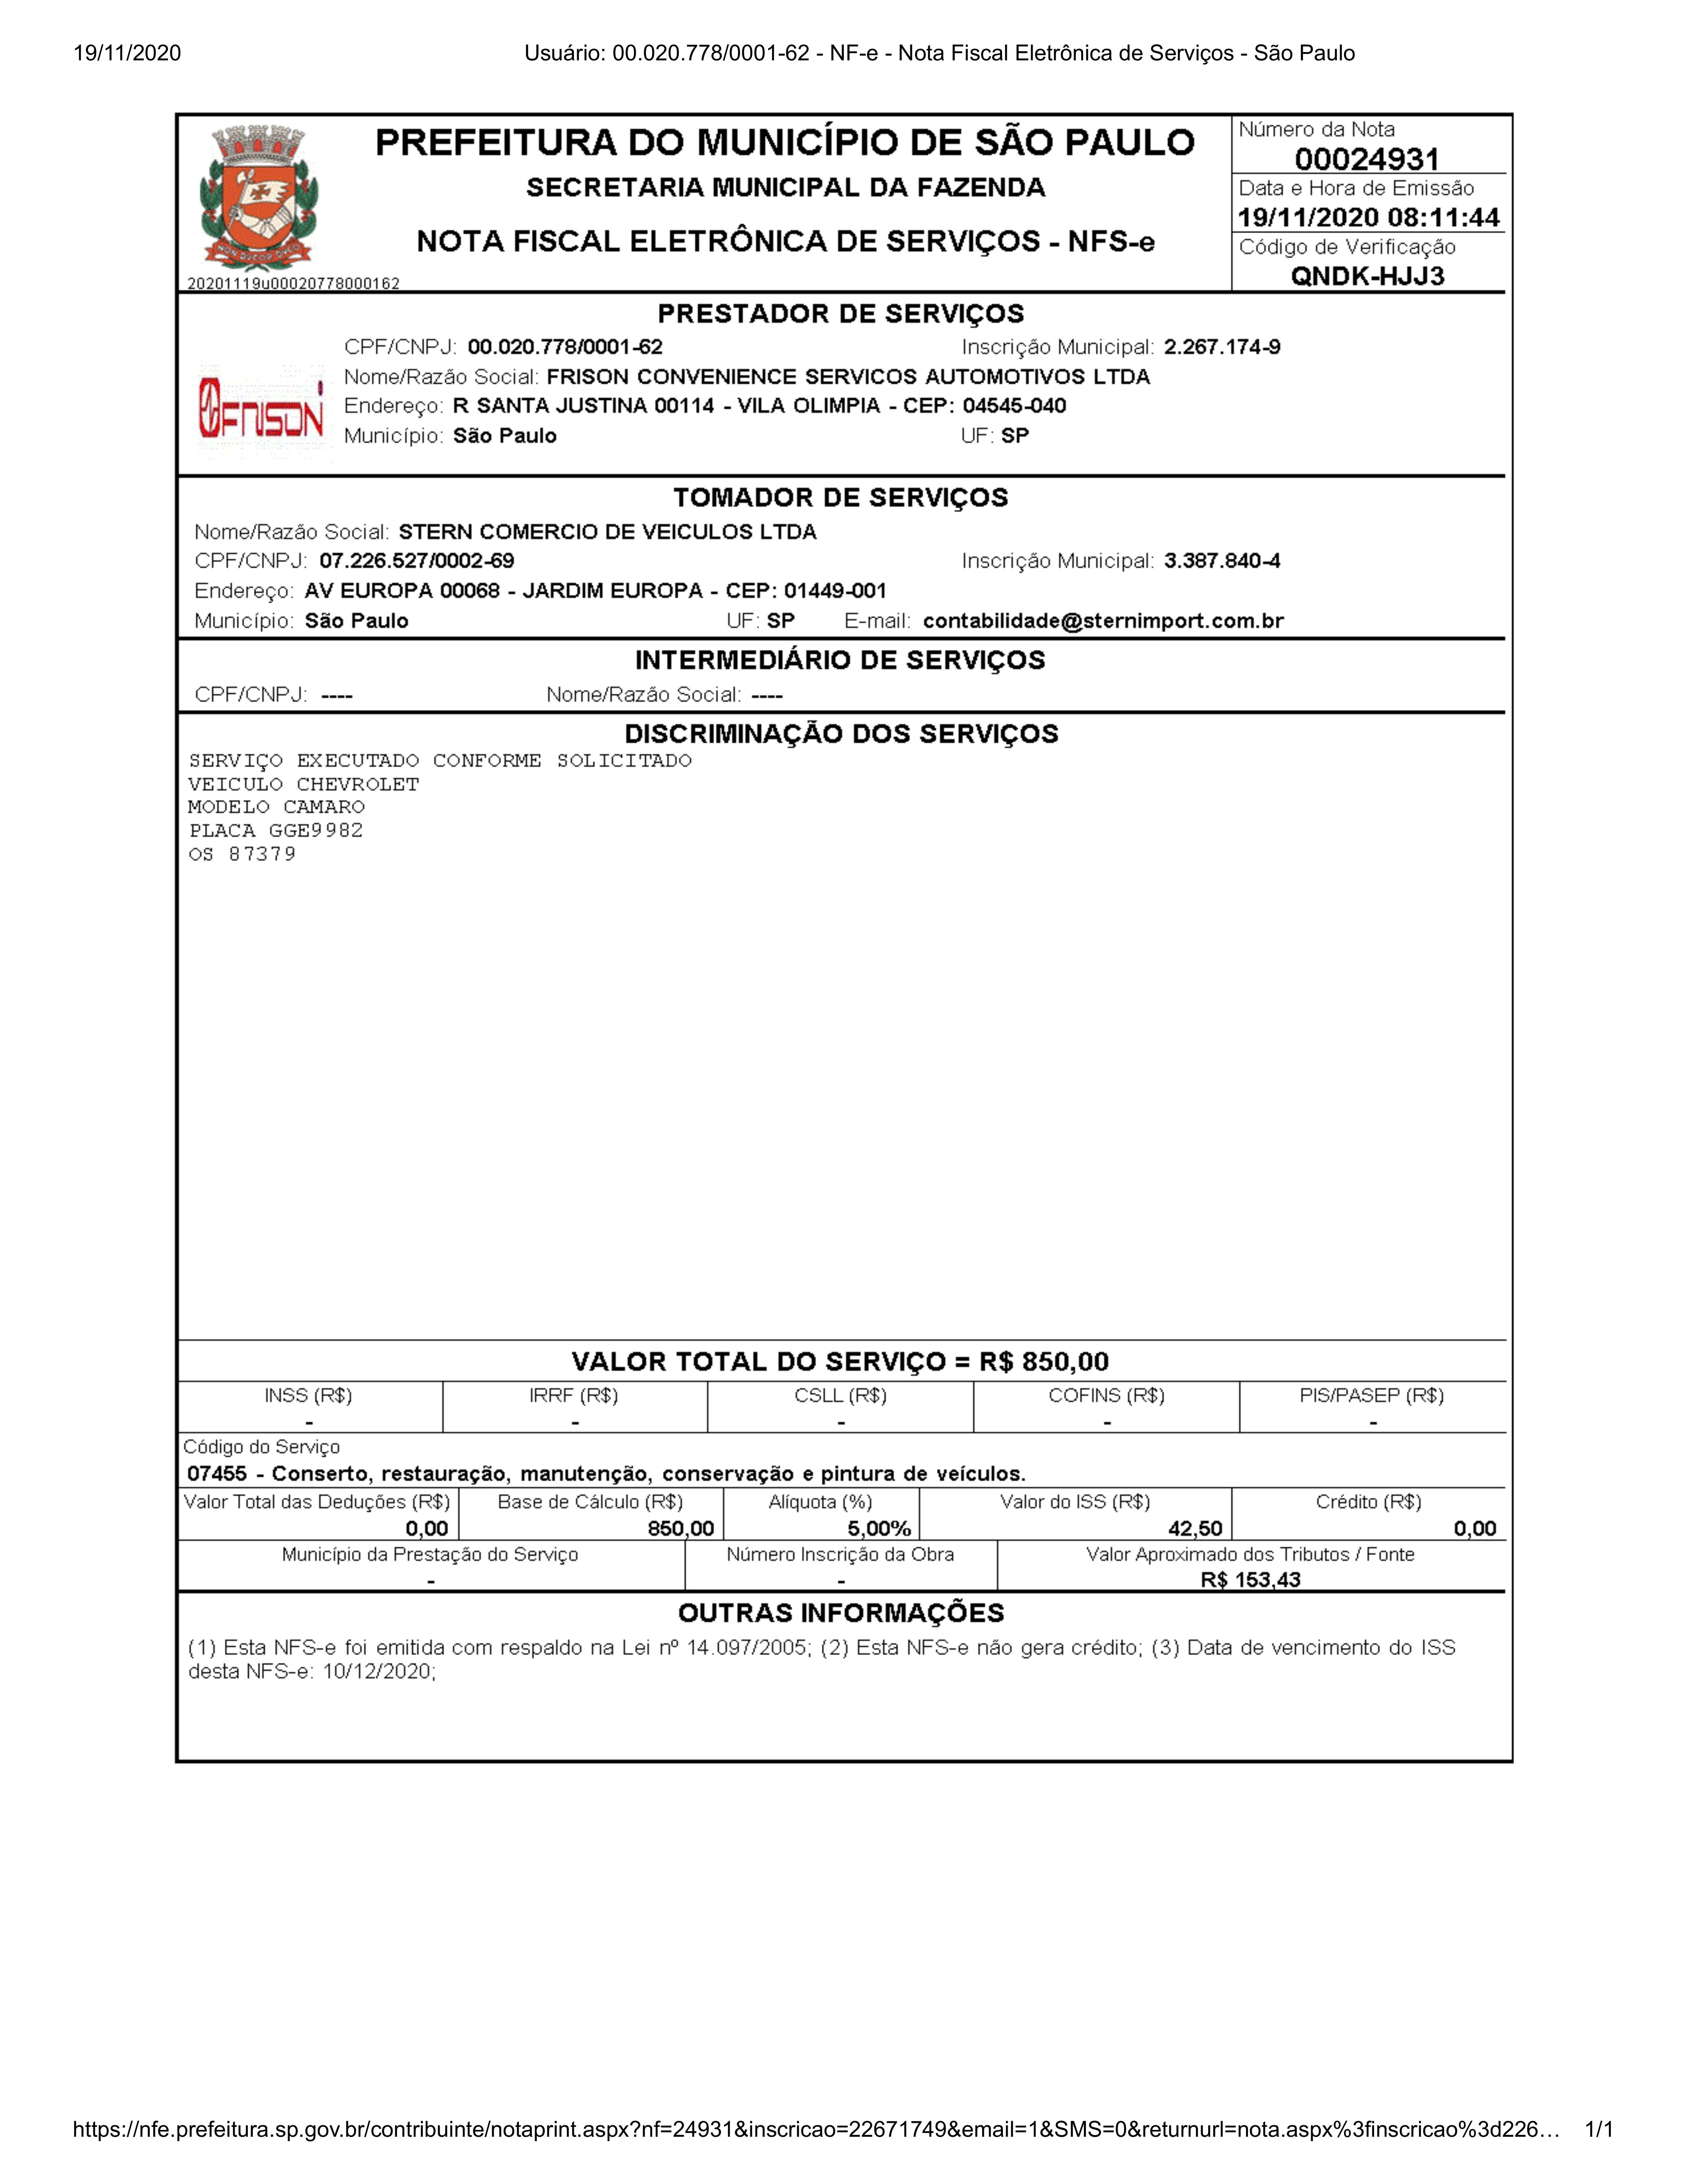 19/11/2020 Usuário: 00.020.778/0001-62 - NF-e - Nota Fiscal Eletrônica de Serviços - São Paulo
PREFEITURA DO MUNICÍPIO DE SÃO PAULO
SECRETARIA MUNICIPAL DA FAZENDA
NOTA FISCAL ELETRÔNICA DE SERVIÇOS - NFS-e
20201119u00020778000162
Número da Nota
00024931
Data e Hora de Emissão
19/11/2020 08:11:44
Código de Verificação
QNDK-HJJ3
PRESTADOR DE SERVIÇOS
FRISON
CPF/CNPJ: 00.020.778/0001-62 Inscrição Municipal: 2.267.174-9
Nome/Razão Social: FRISON CONVENIENCE SERVICOS AUTOMOTIVOS LTDA
Endereço: R SANTA JUSTINA 00114 - VILA OLIMPIA - CEP: 04545-040
Município: São Paulo UF: SP
TOMADOR DE SERVIÇOS
Nome/Razão Social: STERN COMERCIO DE VEICULOS LTDA
CPF/CNPJ: 07.226.527/0002-69 Inscrição Municipal: 3.387.840-4
Endereço: AV EUROPA 00068 - JARDIM EUROPA - CEP: 01449-001
Município: São Paulo UF: SP E-mail: contabilidade@sternimport.com.br
INTERMEDIÁRIO DE SERVIÇOS
CPF/CNPJ: ---- Nome/Razão Social: ----
DISCRIMINAÇÃO DOS SERVIÇOS
SERVIÇO EXECUTADO CONFORME SOLICITADO
VEICULO CHEVROLET
MODELO CAMARO
PLACA GGE9982
OS 87379
VALOR TOTAL DO SERVIÇO = R$ 850,00
INSS (R$) IRRF (R$) CSLL (R$) COFINS (R$) PIS/PASEP (R$)
- - - - -
Código do Serviço
07455 - Conserto, restauração, manutenção, conservação e pintura de veículos.
Valor Total das Deduções (R$) Base de Cálculo (R$) Alíquota (%) Valor do ISS (R$) Crédito (R$)
0,00 850,00 5,00% 42,50 0,00
Município da Prestação do Serviço Número Inscrição da Obra Valor Aproximado dos Tributos / Fonte
- - R$ 153,43
OUTRAS INFORMAÇÕES
(1) Esta NFS-e foi emitida com respaldo na Lei nº 14.097/2005; (2) Esta NFS-e não gera crédito; (3) Data de vencimento do ISS
desta NFS-e: 10/12/2020;
https://nfe.prefeitura.sp.gov.br/contribuinte/notaprint.aspx?nf=24931&inscricao=22671749&email=1&SMS=0&returnurl=nota.aspx%3finscricao%3d226… 1/1